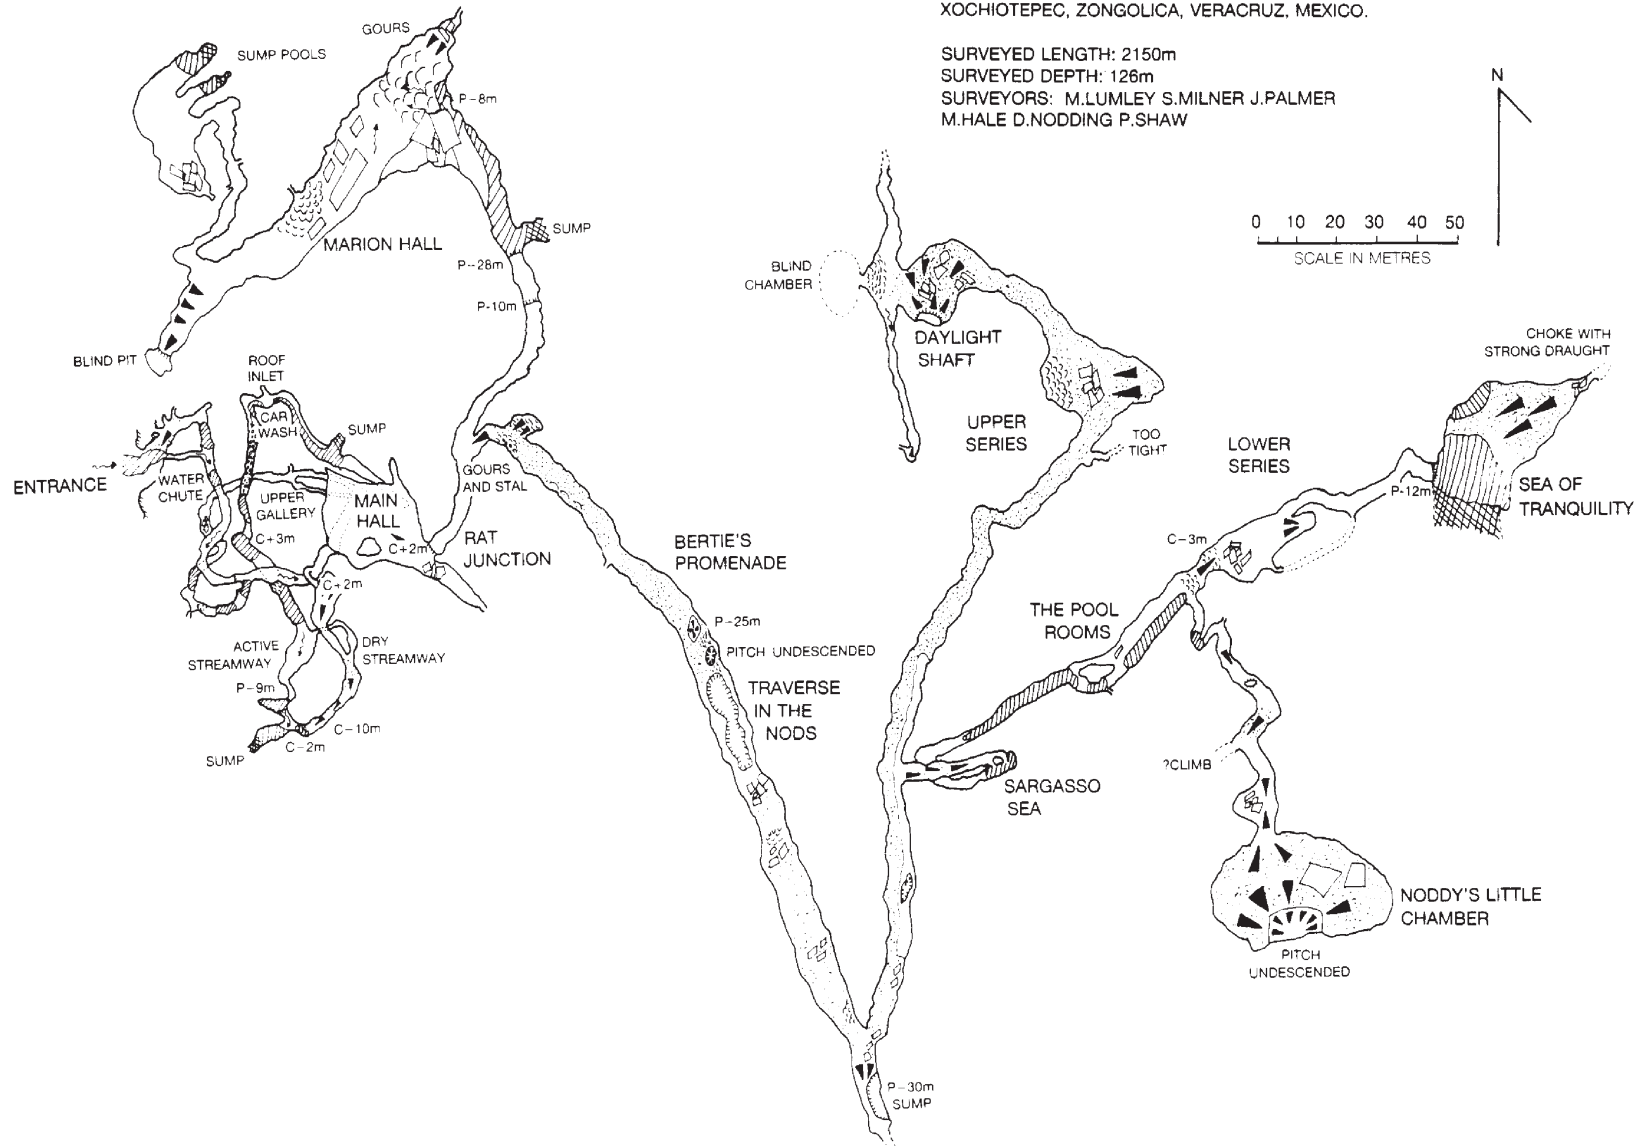 XOCHIOTEPEC, ZONGOLICA, VERACRUZ, MEXICO.
SURVEYED LENGTH: 2150m
SURVEYED DEPTH: 126m
SURVEYORS: M.LUMLEY S.MILNER J.PALMER
M.HALE D.NODDING P.SHAW
N
0 10 20 30 40 50
SCALE IN METRES
GOURS
SUMP POOLS
P-8m
MARION HALL
SUMP
P-28m
P-10m
BLIND PIT
ROOF
INLET
CAR
WASH
SUMP
ENTRANCE
WATER
CHUTE
UPPER
GALLERY
MAIN
HALL
GOURS
AND STAL
C+3m
C+2m
RAT
JUNCTION
C+2m
ACTIVE
STREAMWAY
DRY
STREAMWAY
P-9m
C-10m
C-2m
SUMP
BERTIE'S
PROMENADE
P-25m
PITCH UNDESCENDED
TRAVERSE
IN THE
NODS
BLIND
CHAMBER
DAYLIGHT
SHAFT
UPPER
SERIES
TOO
TIGHT
LOWER
SERIES
CHOKE WITH
STRONG DRAUGHT
P-12m
SEA OF
TRANQUILITY
C-3m
THE POOL
ROOMS
SARGASSO
SEA
?CLIMB
NODDY'S LITTLE
CHAMBER
PITCH
UNDESCENDED
P-30m
SUMP